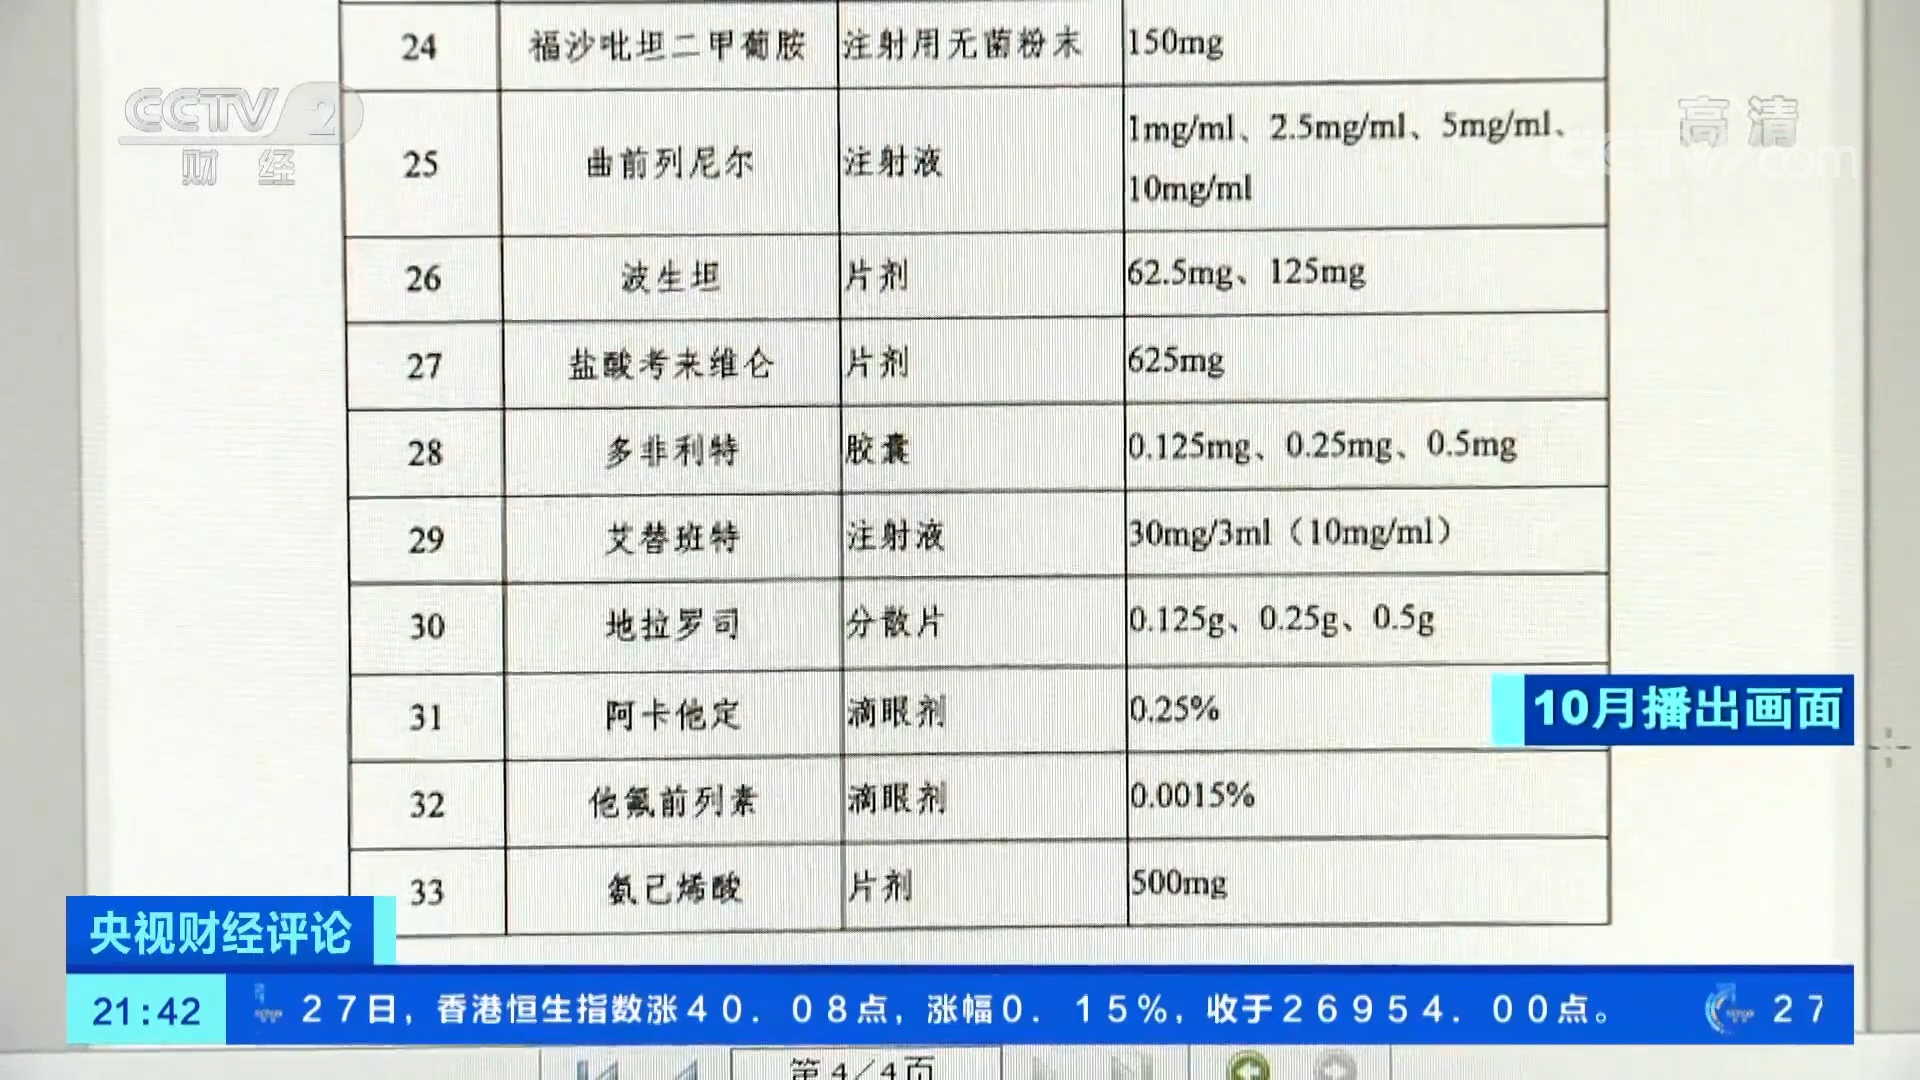 24 福沙吡坦二甲葡胺 注射用无菌粉末 150mg
CCTV 2
财经
高清
CCTV.com
25 曲前列尼尔 注射液 1mg/ml、2.5mg/ml、5mg/ml、
10mg/ml
26 波生坦 片剂 62.5mg、125mg
27 盐酸考来维仑 片剂 625mg
28 多非利特 胶囊 0.125mg、0.25mg、0.5mg
29 艾替班特 注射液 30mg/3ml（10mg/ml）
30 地拉罗司 分散片 0.125g、0.25g、0.5g
31 阿卡他定 滴眼剂 0.25%
10月播出画面
32 他氟前列素 滴眼剂 0.0015%
33 氨己烯酸 片剂 500mg
央视财经评论
21:42 27日，香港恒生指数涨40．08点，涨幅0．15%，收于26954．00点。 27
第4/4页